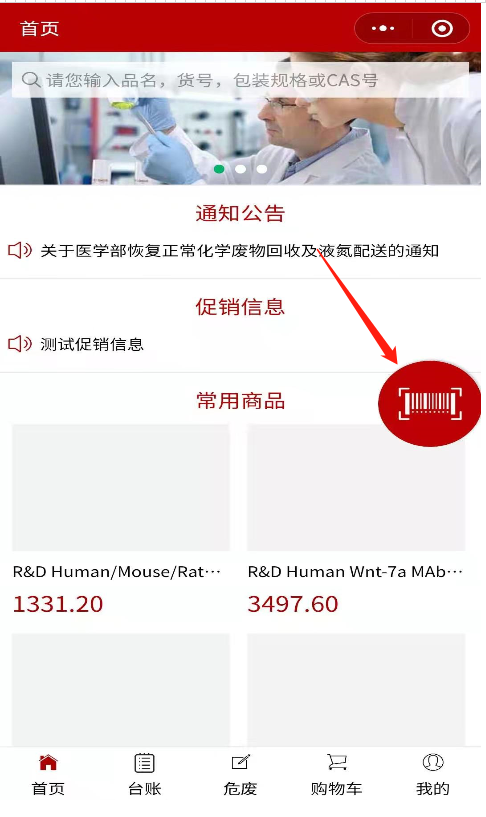 首页
请您输入品名，货号，包装规格或CAS号
通知公告
关于医学部恢复正常化学废物回收及液氮配送的通知
促销信息
测试促销信息
常用商品
R&D Human/Mouse/Rat···
R&D Human Wnt-7a MAb···
1331.20
3497.60
首页
台账
危废
购物车
我的